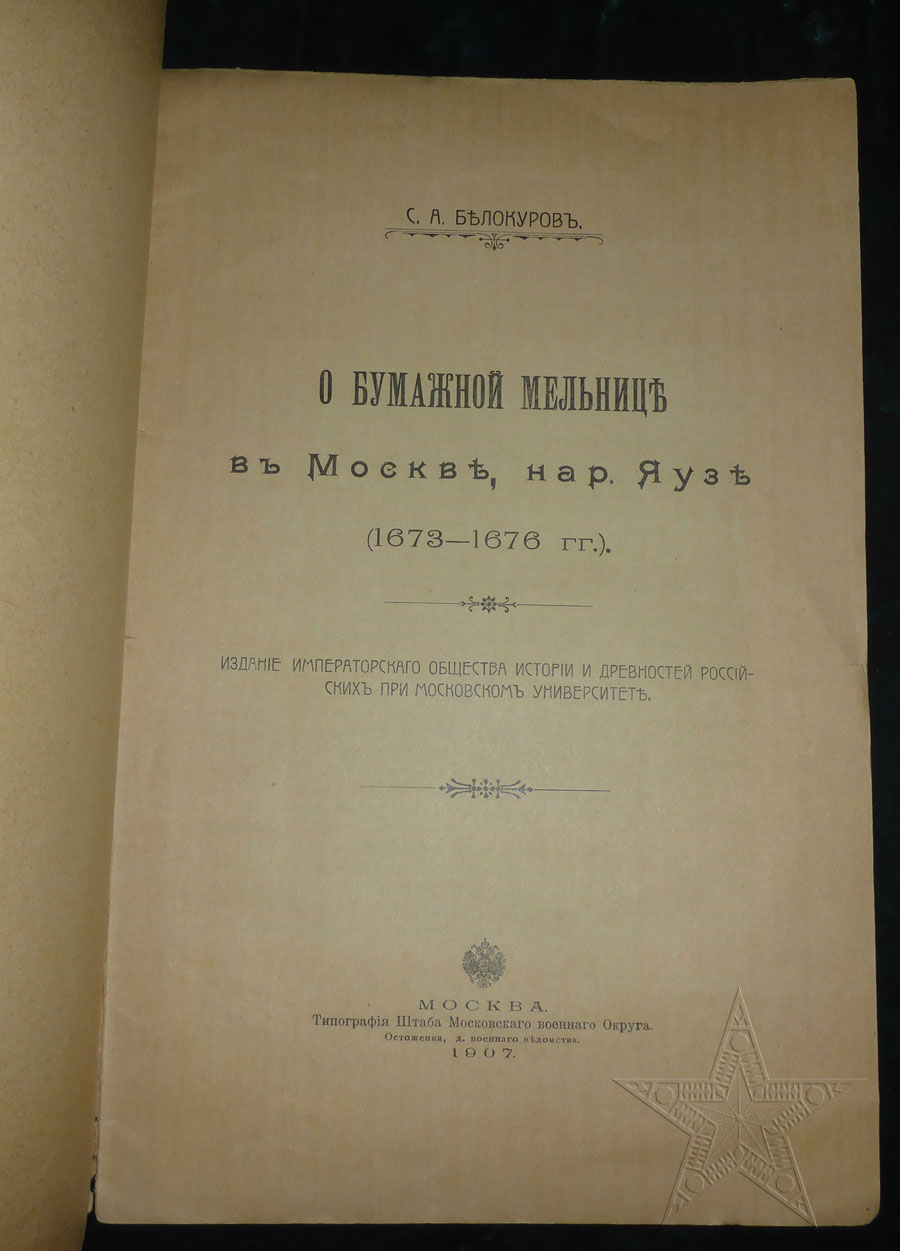 С. А. БѢЛОКУРОВЪ.
О БУМАЖНОЙ МЕЛЬНИЦѢ
въ Москвѣ, нар. Яузѣ
(1673—1676 гг.).
ИЗДАНІЕ ИМПЕРАТОРСКАГО ОБЩЕСТВА ИСТОРІИ И ДРЕВНОСТЕЙ РОССІЙ-
СКИХЪ ПРИ МОСКОВСКОМЪ УНИВЕРСИТЕТѢ.
МОСКВА.
Типографія Штаба Московскаго военнаго Округа.
Остоженка, д. военнаго вѣдомства.
1907.